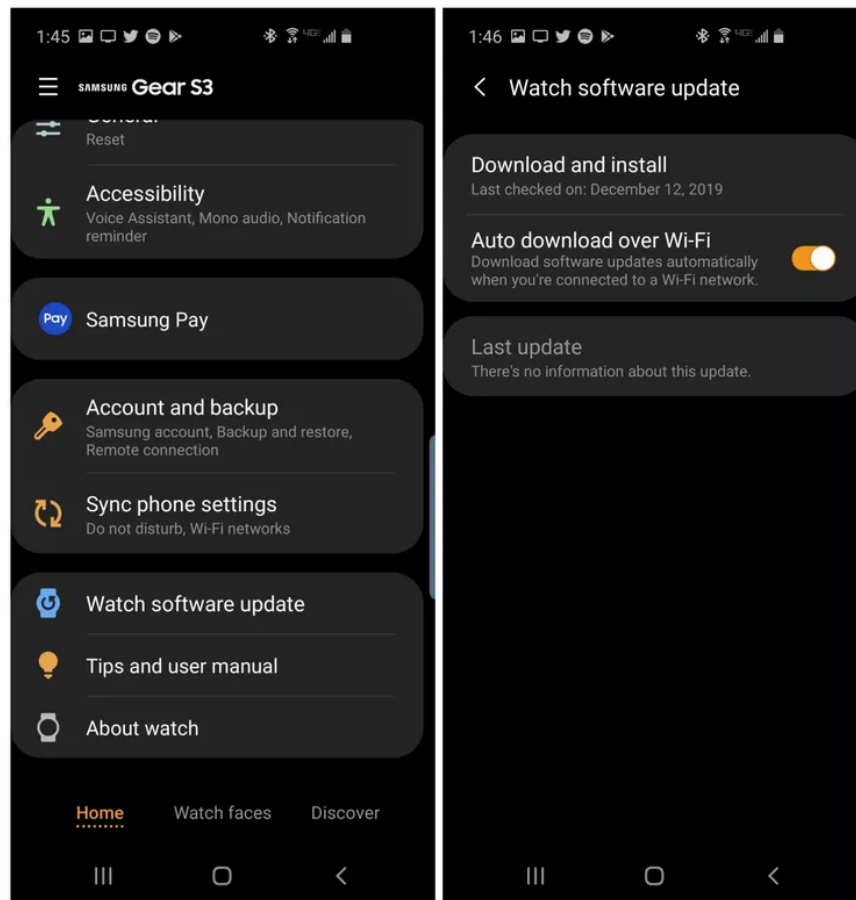 1:45
4GE
SAMSUNG Gear S3
General
Reset
Accessibility
Voice Assistant, Mono audio, Notification
reminder
Pay
Samsung Pay
Account and backup
Samsung account, Backup and restore,
Remote connection
Sync phone settings
Do not disturb, Wi-Fi networks
Watch software update
Tips and user manual
About watch
Home
Watch faces
Discover
1:46
4GE
Watch software update
Download and install
Last checked on: December 12, 2019
Auto download over Wi-Fi
Download software updates automatically
when you're connected to a Wi-Fi network.
Last update
There's no information about this update.